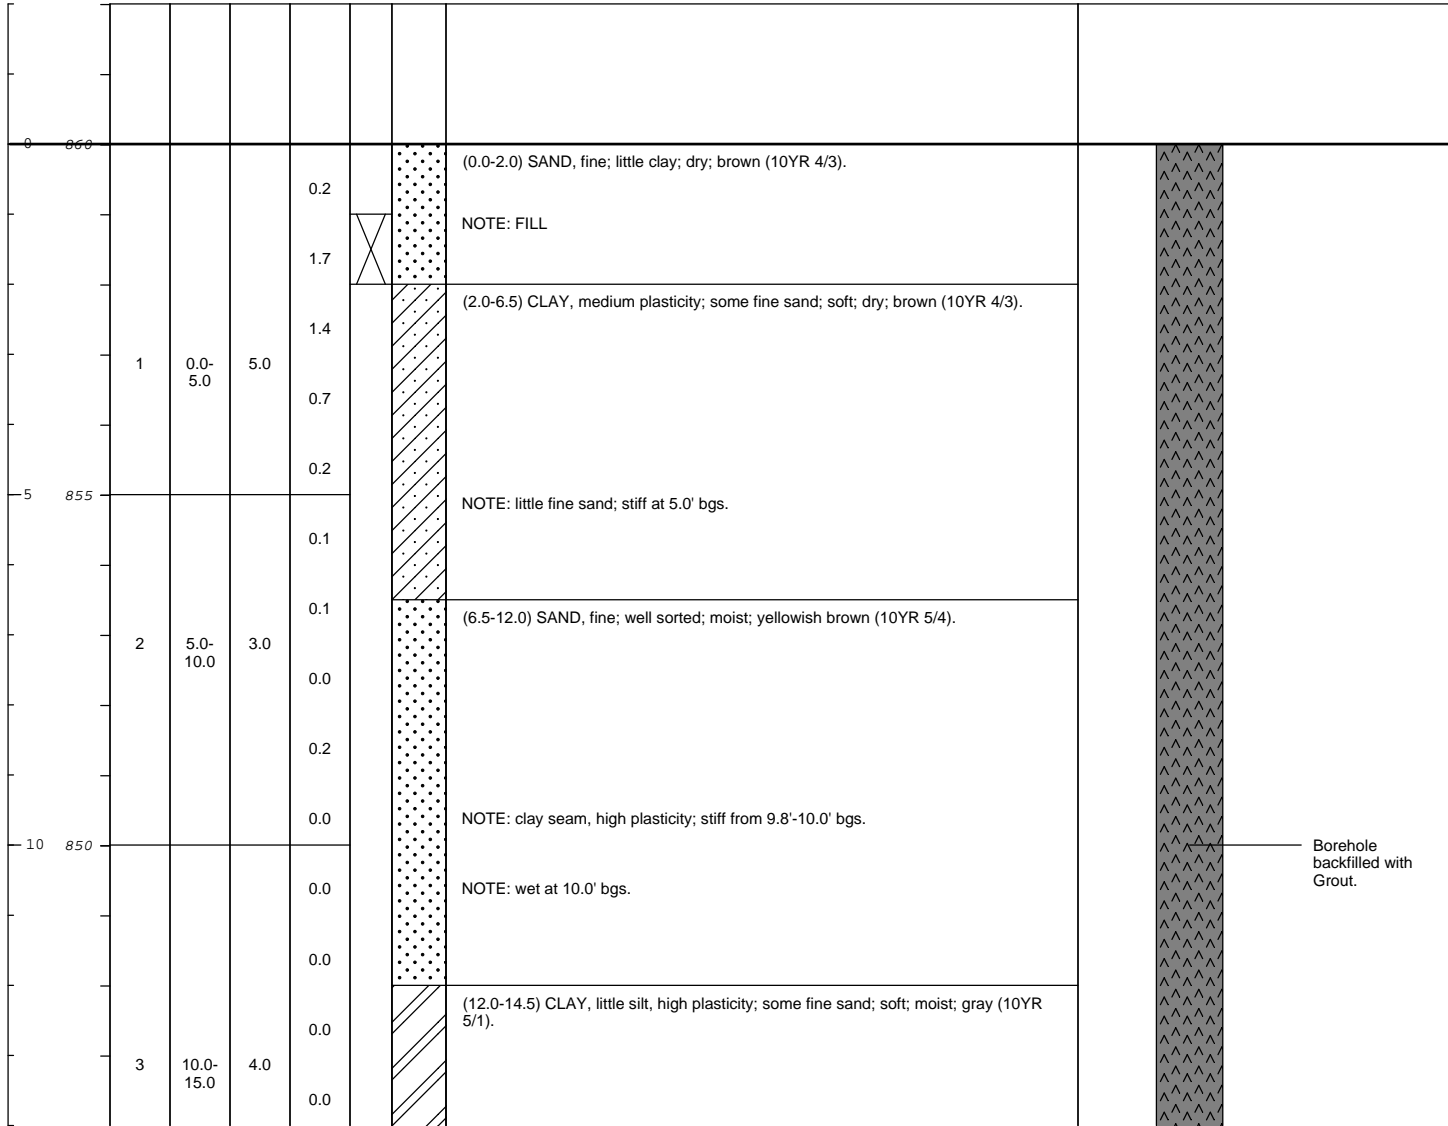 0 860
(0.0-2.0) SAND, fine; little clay; dry; brown (10YR 4/3).
0.2
NOTE: FILL
1.7
(2.0-6.5) CLAY, medium plasticity; some fine sand; soft; dry; brown (10YR 4/3).
1.4
1 0.0- 5.0
5.0
0.7
0.2
5 855
NOTE: little fine sand; stiff at 5.0' bgs.
0.1
0.1
(6.5-12.0) SAND, fine; well sorted; moist; yellowish brown (10YR 5/4).
2 5.0- 3.0
10.0
0.0
0.2
0.0
NOTE: clay seam, high plasticity; stiff from 9.8'-10.0' bgs.
10 850
Borehole
backfilled with
Grout.
0.0
NOTE: wet at 10.0' bgs.
0.0
(12.0-14.5) CLAY, little silt, high plasticity; some fine sand; soft; moist; gray (10YR
5/1).
0.0
3 10.0- 4.0
15.0
0.0